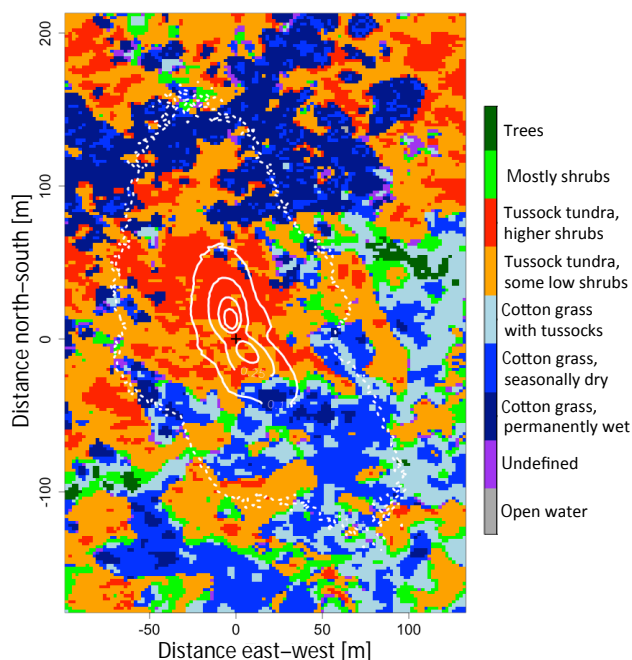 200
100
0
-100
Distance north–south [m]
-50
0
50
100
Distance east–west [m]
Trees
Mostly shrubs
Tussock tundra,
higher shrubs
Tussock tundra,
some low shrubs
Cotton grass
with tussocks
Cotton grass,
seasonally dry
Cotton grass,
permanently wet
Undefined
Open water